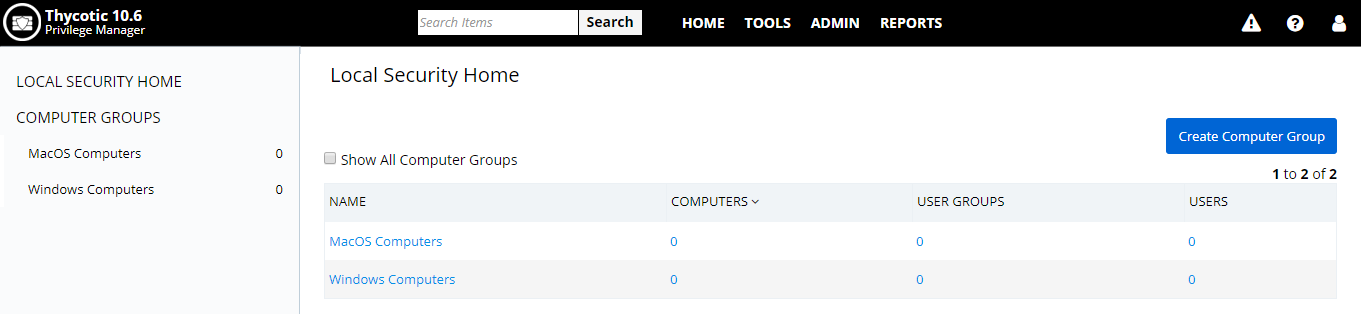 Thycotic 10.6
Privilege Manager
Search Items
Search
HOME
TOOLS
ADMIN
REPORTS
LOCAL SECURITY HOME
COMPUTER GROUPS
MacOS Computers 0
Windows Computers 0
Local Security Home
Create Computer Group
Show All Computer Groups
1 to 2 of 2
NAME COMPUTERS USER GROUPS USERS
MacOS Computers 0 0 0
Windows Computers 0 0 0